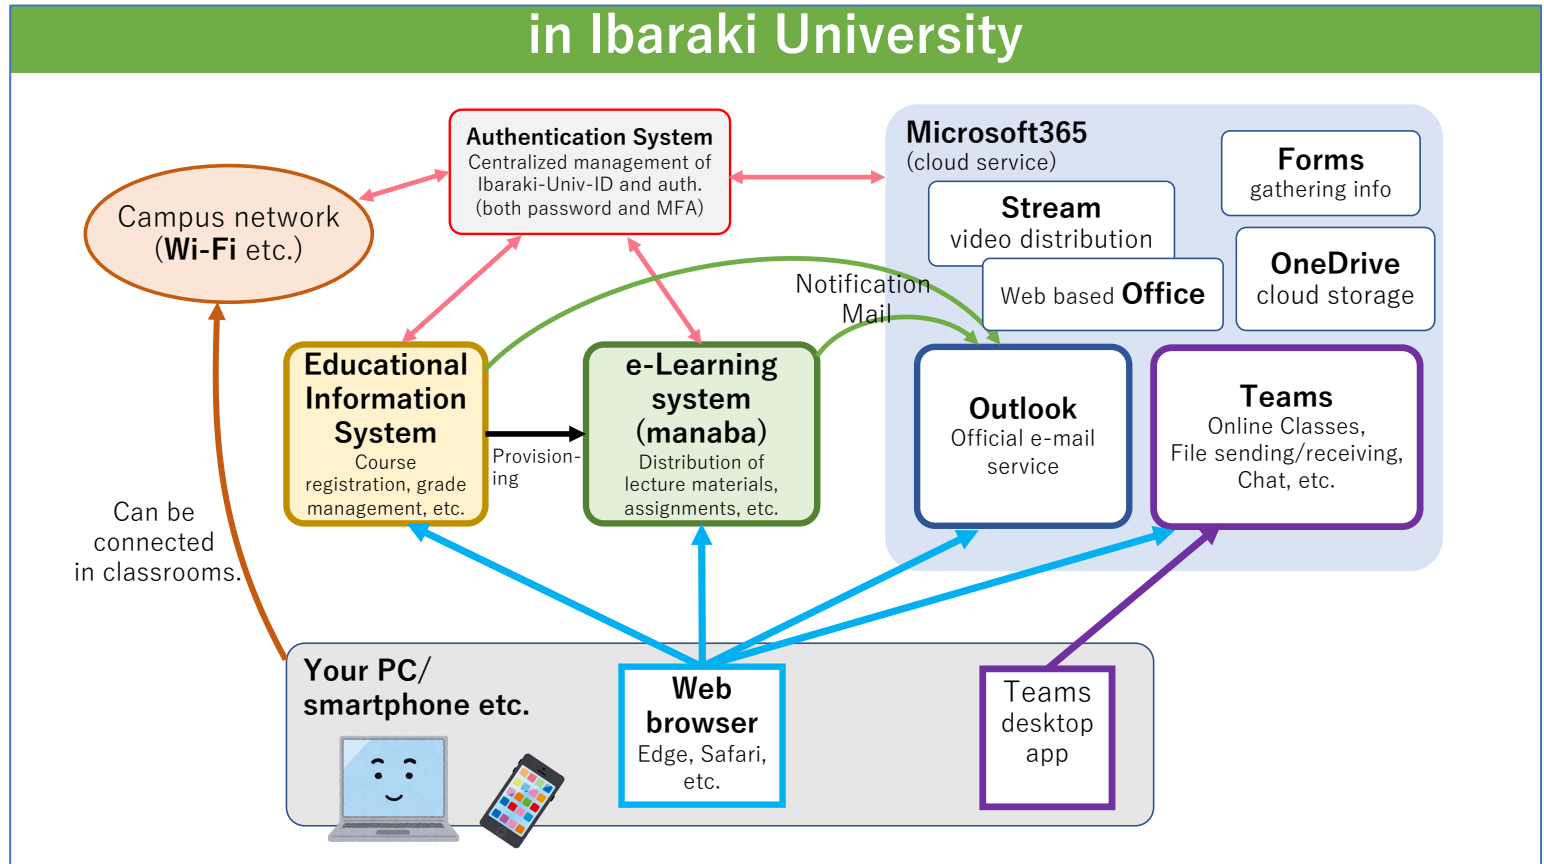 in Ibaraki University
Authentication System
Centralized management of
Ibaraki-Univ-ID and auth.
(both password and MFA)
Microsoft365
(cloud service)
Forms
gathering info
Stream
video distribution
Web based Office
OneDrive
cloud storage
Campus network
(Wi-Fi etc.)
Notification
Mail
Educational
Information
System
Course
registration, grade
management, etc.
Provision-
ing
e-Learning
system
(manaba)
Distribution of
lecture materials,
assignments, etc.
Outlook
Official e-mail
service
Teams
Online Classes,
File sending/receiving,
Chat, etc.
Can be
connected
in classrooms.
Your PC/
smartphone etc.
Web
browser
Edge, Safari,
etc.
Teams
desktop
app